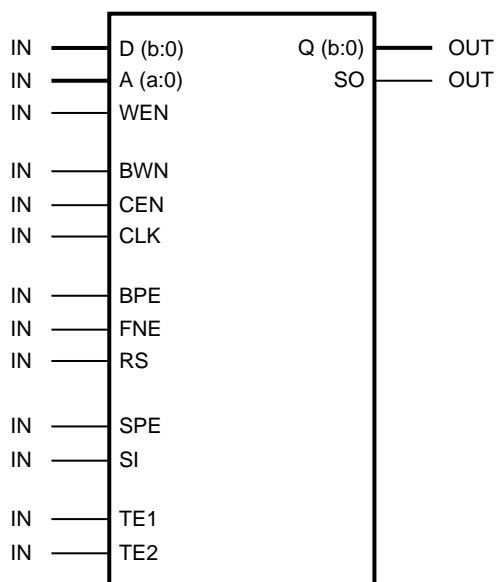 IN D (b:0) Q (b:0) OUT
IN A (a:0) SO OUT
IN WEN
IN BWN
IN CEN
IN CLK
IN BPE
IN FNE
IN RS
IN SPE
IN SI
IN TE1
IN TE2